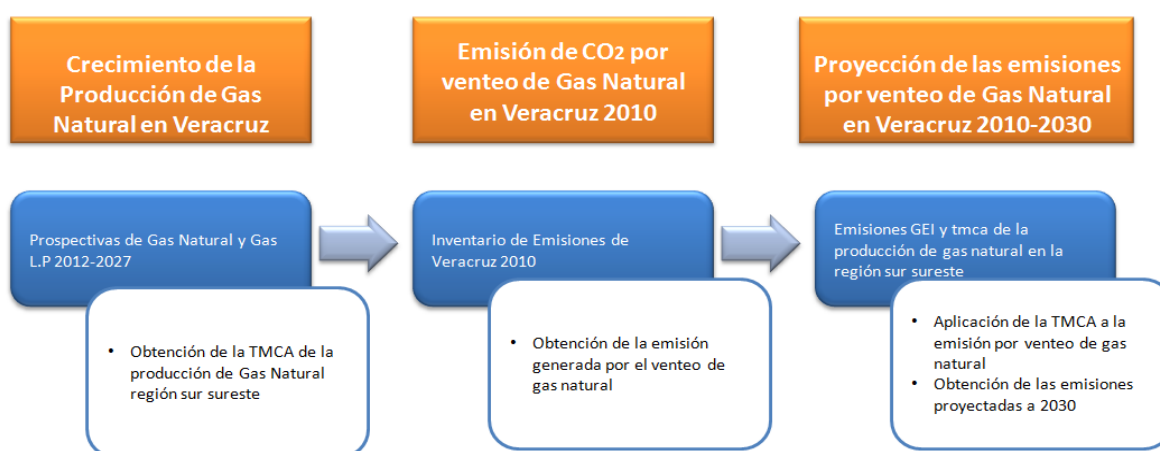 Crecimiento de la
Producción de Gas
Natural en Veracruz
Emisión de CO2 por
venteo de Gas Natural
en Veracruz 2010
Proyección de las emisiones
por venteo de Gas Natural
en Veracruz 2010-2030
Prospectivas de Gas Natural y Gas
L.P 2012-2027
• Obtención de la TMCA de la
producción de Gas Natural
región sur sureste
Inventario de Emisiones de
Veracruz 2010
• Obtención de la emisión
generada por el venteo de
gas natural
Emisiones GEI y tmca de la
producción de gas natural en la
región sur sureste
• Aplicación de la TMCA a la
emisión por venteo de gas
natural
• Obtención de las emisiones
proyectadas a 2030